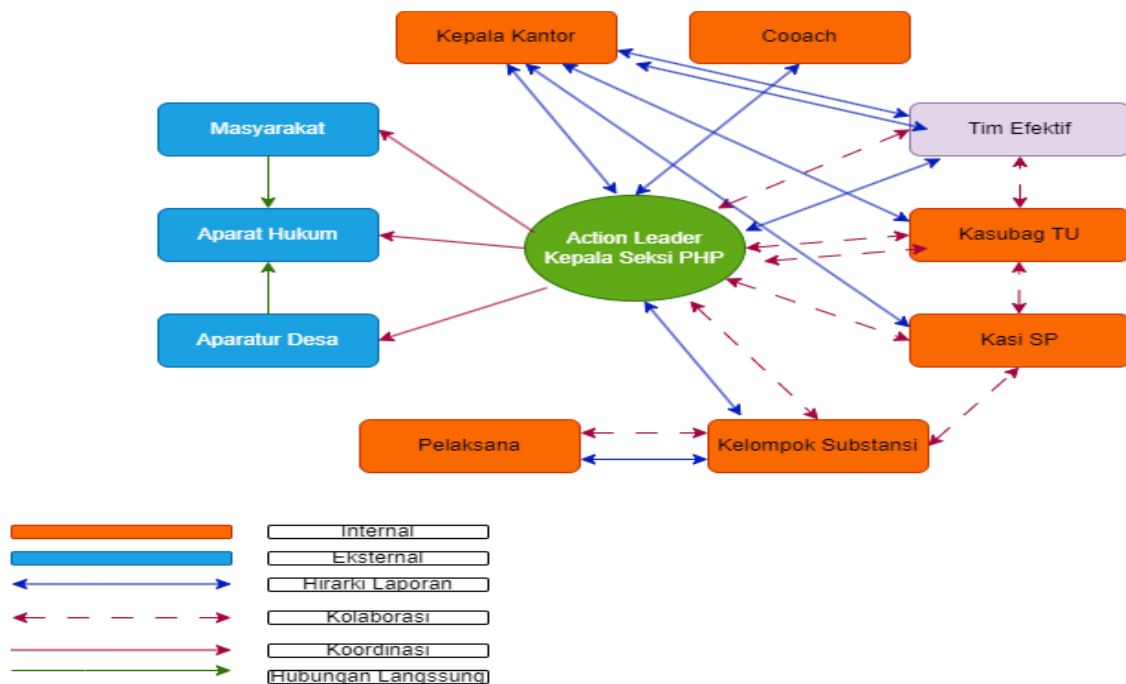 Kepala Kantor
Cooach
Masyarakat
Tim Efektif
Aparat Hukum
Action Leader
Kepala Seksi PHP
Kasubag TU
Aparatur Desa
Kasi SP
Pelaksana
Kelompok Substansi
Internal
Eksternal
Hirarki Laporan
Kolaborasi
Koordinasi
Hubungan Langssung